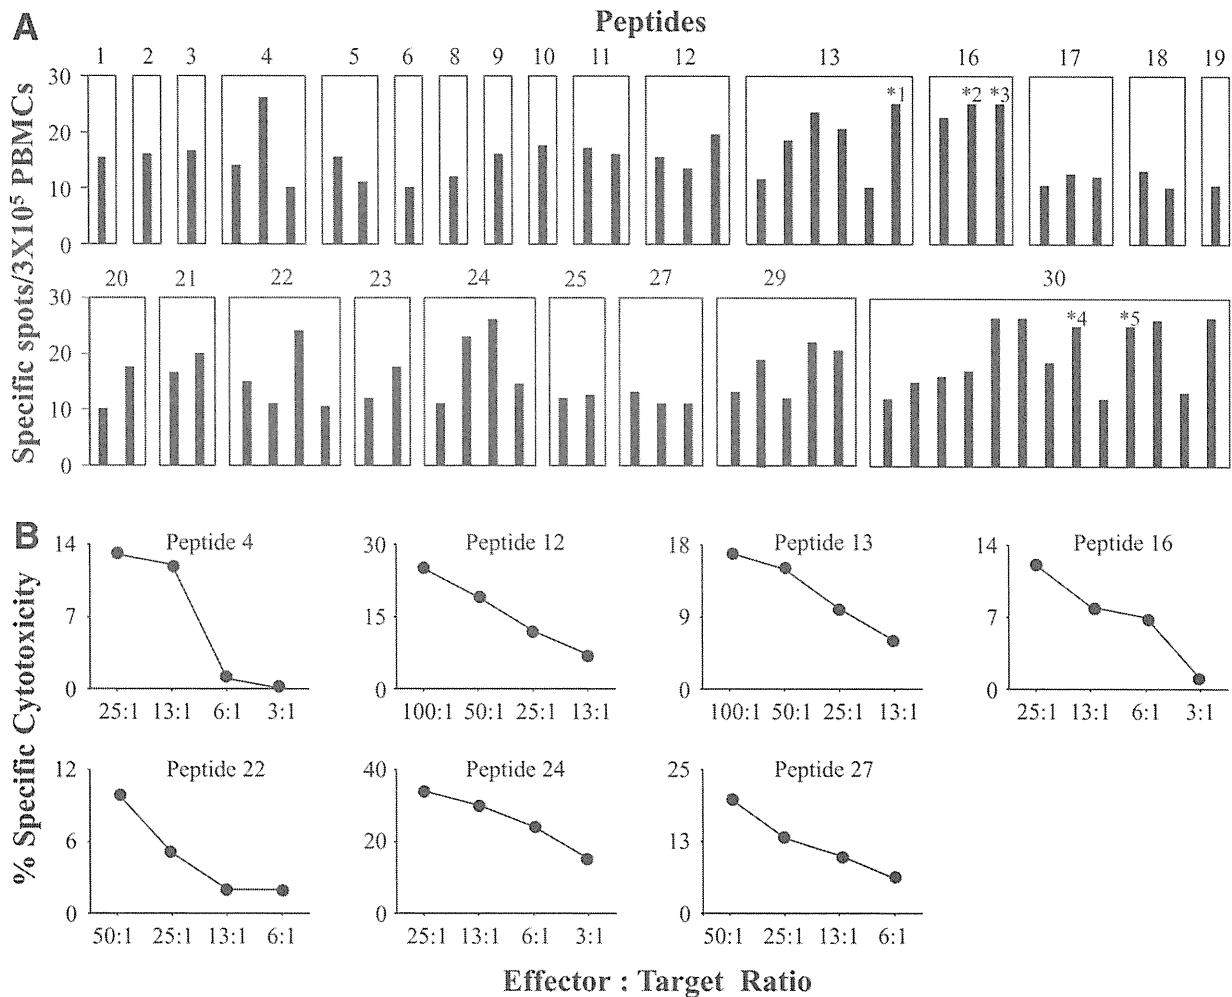 A
Peptides
1 2 3 4 5 6 8 9 10 11 12 13 16 17 18 19
Specific spots/3X10⁵ PBMCs
30
20
10
0
*1 *2 *3
20 21 22 23 24 25 27 29 30
30
20
10
0
*4 *5
B
% Specific Cytotoxicity
Peptide 4
14
7
0
25:1 13:1 6:1 3:1
Peptide 12
30
15
0
100:1 50:1 25:1 13:1
Peptide 13
18
9
0
100:1 50:1 25:1 13:1
Peptide 16
14
7
0
25:1 13:1 6:1 3:1
Peptide 22
12
6
0
50:1 25:1 13:1 6:1
Peptide 24
40
20
0
25:1 13:1 6:1 3:1
Peptide 27
25
13
0
50:1 25:1 13:1 6:1
Effector : Target Ratio